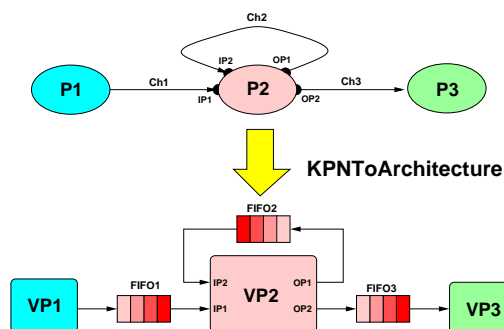 Ch2
IP2 OP1
P1 Ch1 P2 Ch3 P3
IP1 OP2
KPNToArchitecture
FIFO2
IP2 OP1
FIFO1 VP2 FIFO3
VP1 IP1 OP2 VP3